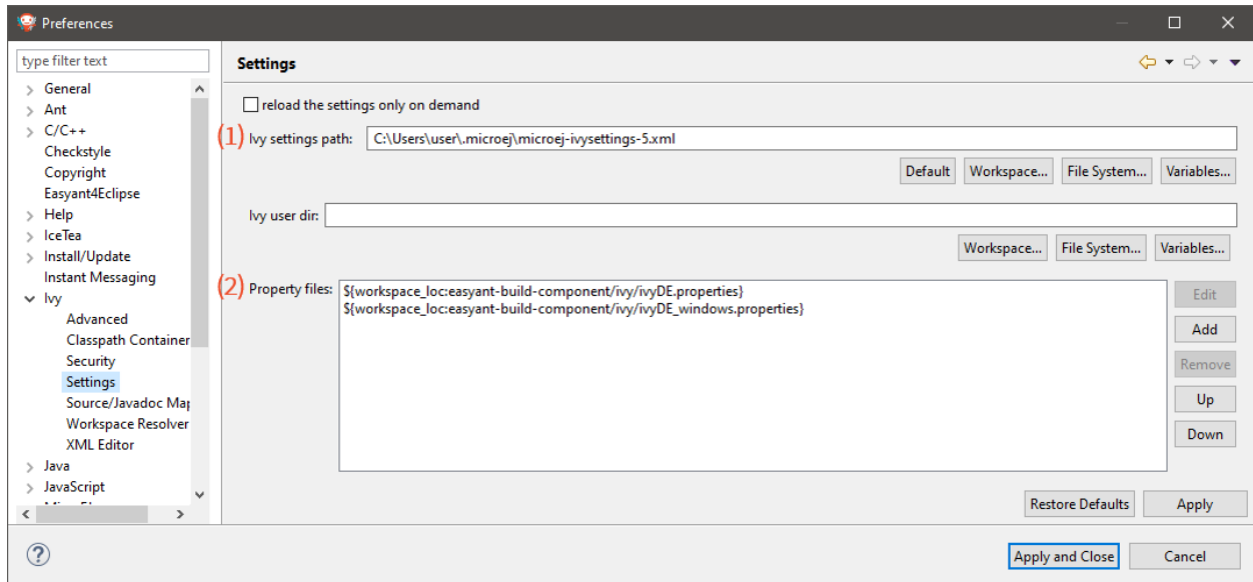 Preferences
type filter text
Settings
General
Ant
C/C++
Checkstyle
Copyright
Easyant4Eclipse
Help
IceTea
Install/Update
Instant Messaging
Ivy
Advanced
Classpath Container
Security
Settings
Source/Javadoc Map
Workspace Resolver
XML Editor
Java
JavaScript
reload the settings only on demand
(1) Ivy settings path: C:\Users\user\.microej\microej-ivysettings-5.xml
Default Workspace... File System... Variables...
Ivy user dir:
Workspace... File System... Variables...
(2) Property files: ${workspace_loc:easyant-build-component/ivy/ivyDE.properties}
${workspace_loc:easyant-build-component/ivy/ivyDE_windows.properties}
Edit
Add
Remove
Up
Down
Restore Defaults Apply
? Apply and Close Cancel